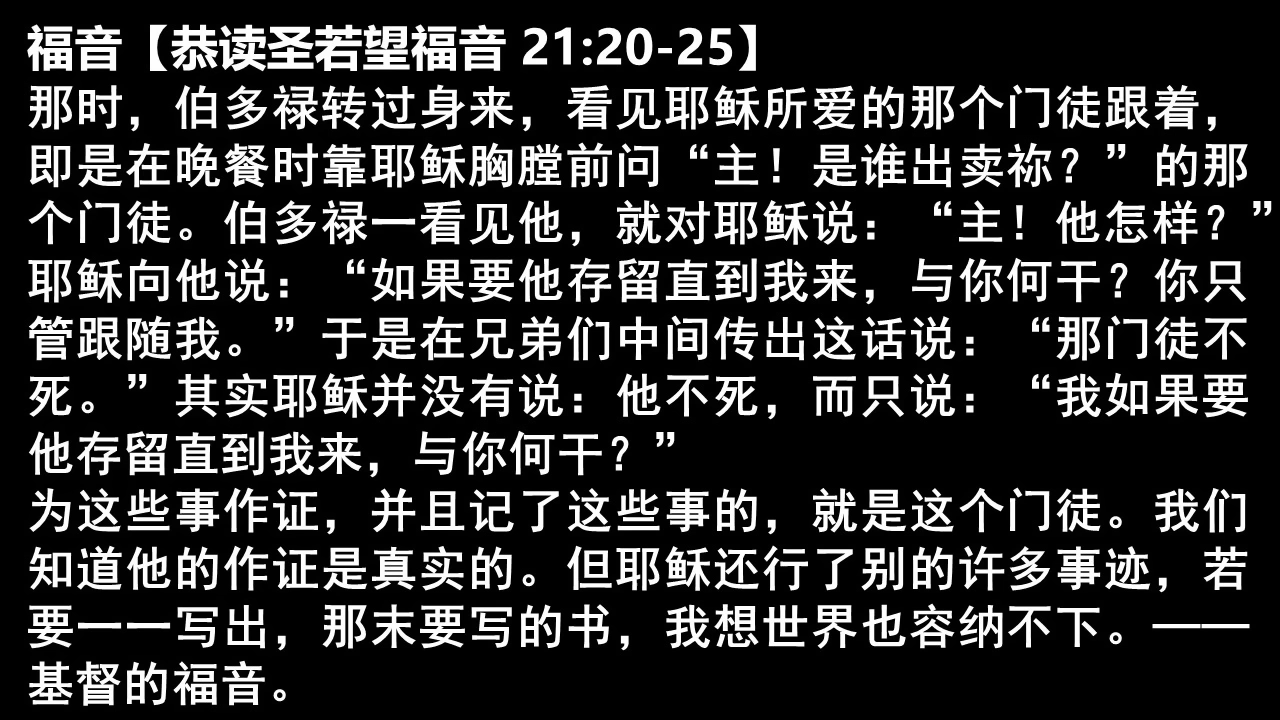 福音【恭读圣若望福音 21:20-25】
那时，伯多禄转过身来，看见耶稣所爱的那个门徒跟着，
即是在晚餐时靠耶稣胸膛前问“主！是谁出卖祢？”的那
个门徒。伯多禄一看见他，就对耶稣说：“主！他怎样？”
耶稣向他说：“如果要他存留直到我来，与你何干？你只
管跟随我。”于是在兄弟们中间传出这话说：“那门徒不
死。”其实耶稣并没有说：他不死，而只说：“我如果要
他存留直到我来，与你何干？”
为这些事作证，并且记了这些事的，就是这个门徒。我们
知道他的作证是真实的。但耶稣还行了别的许多事迹，若
要一一写出，那末要写的书，我想世界也容纳不下。——
基督的福音。